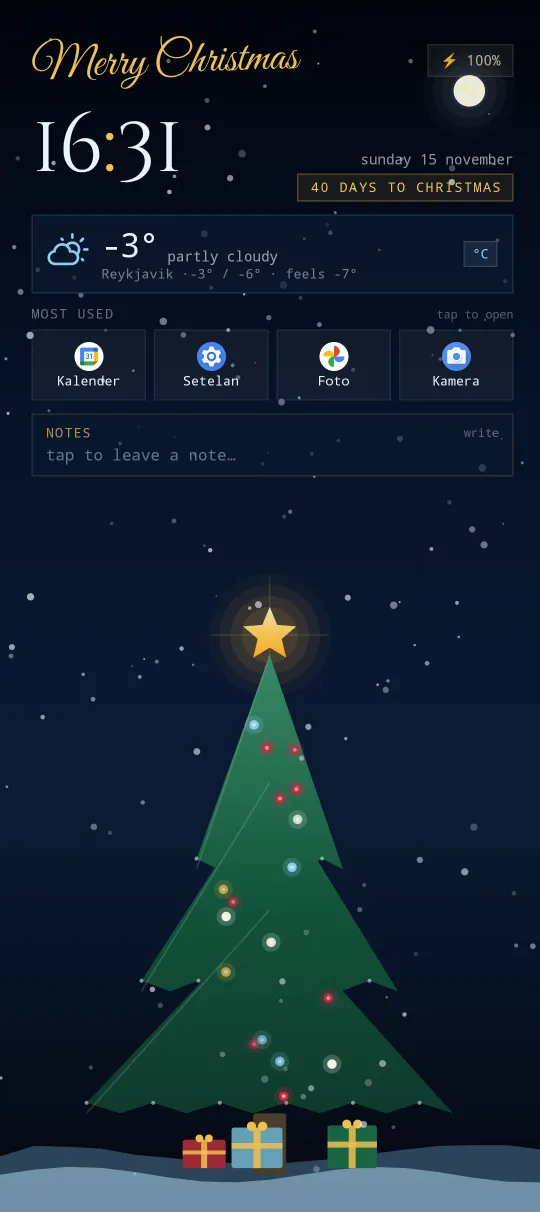 Merry Christmas
⚡ 100%
16:31
sunday 15 november
40 DAYS TO CHRISTMAS
-3° partly cloudy
°C
Reykjavik ·-3° / -6° · feels -7°
MOST USED
tap to open
31
Kalender
Setelan
Foto
Kamera
NOTES
write
tap to leave a note…